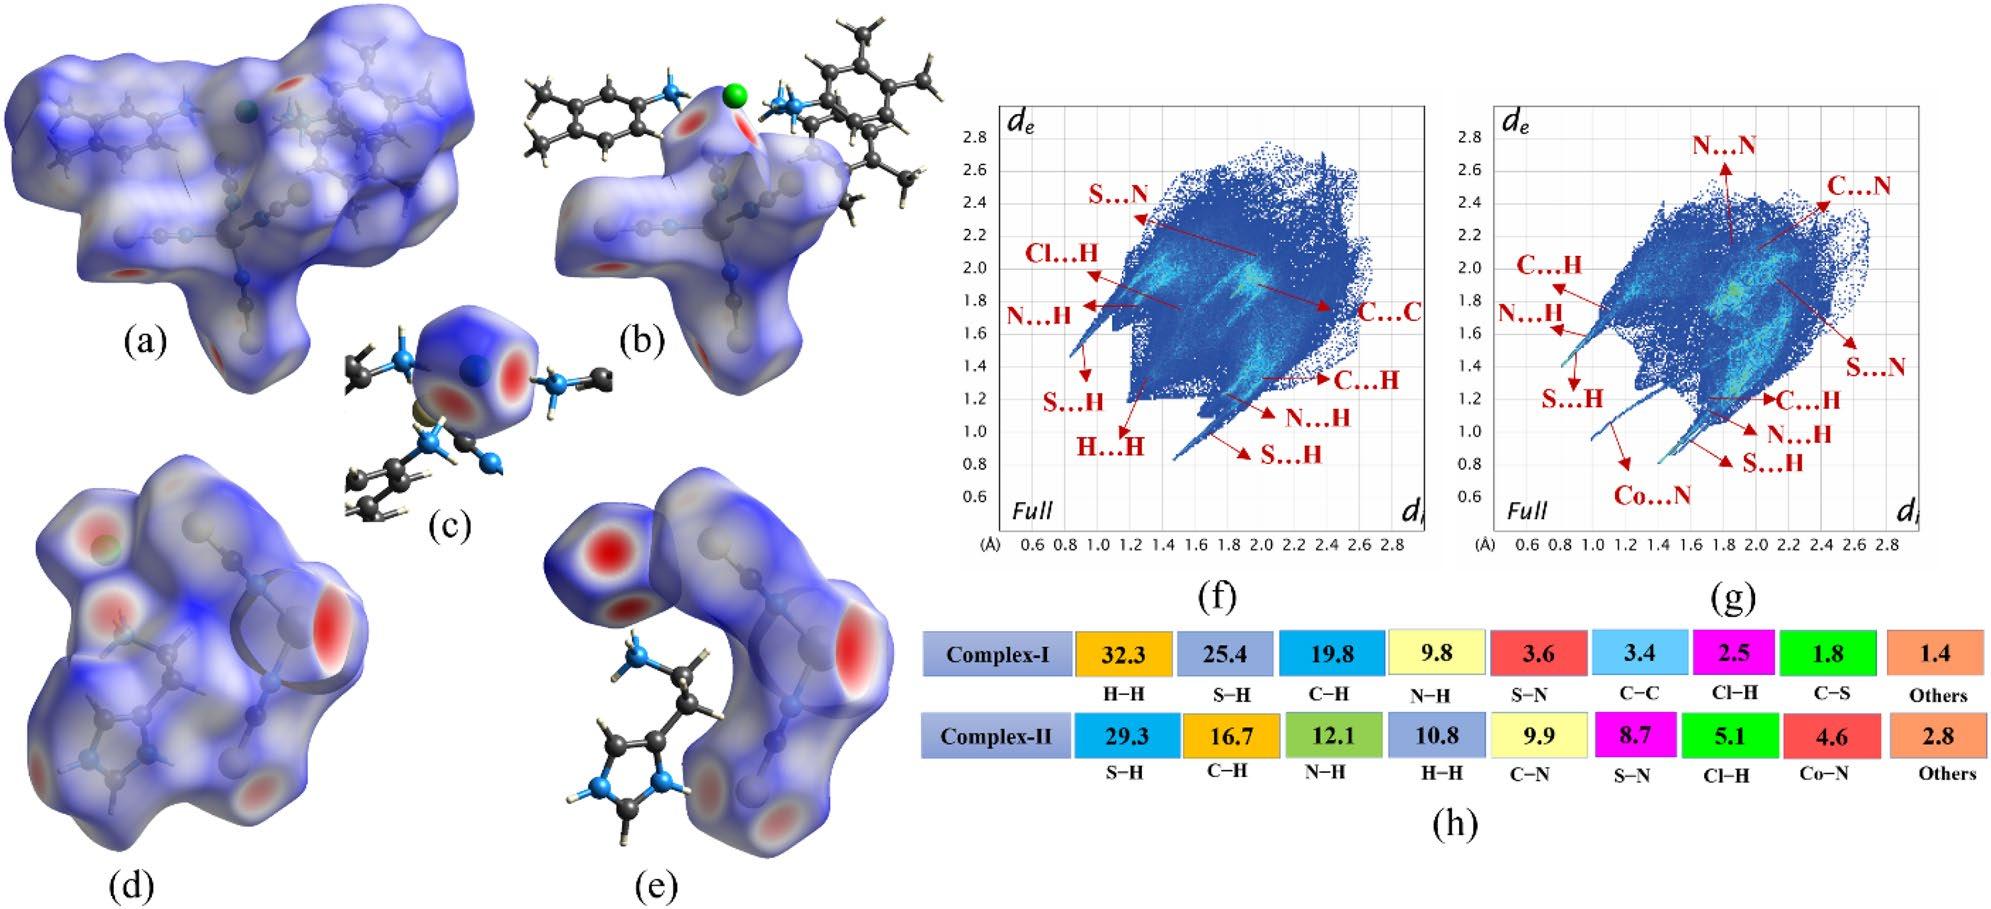 (a)
(b)
(c)
(d)
(e)
de
2.8
2.6
2.4
2.2
2.0
1.8
1.6
1.4
1.2
1.0
0.8
0.6
S…N
Cl…H
N…H
S…H
H…H
C…C
C…H
N…H
S…H
Full
di
(Å) 0.6 0.8 1.0 1.2 1.4 1.6 1.8 2.0 2.2 2.4 2.6 2.8
(f)
de
2.8
2.6
2.4
2.2
2.0
1.8
1.6
1.4
1.2
1.0
0.8
0.6
N…N
C…N
C…H
N…H
S…H
S…N
C…H
N…H
S…H
Co…N
Full
di
(Å) 0.6 0.8 1.0 1.2 1.4 1.6 1.8 2.0 2.2 2.4 2.6 2.8
(g)
Complex-I 32.3 25.4 19.8 9.8 3.6 3.4 2.5 1.8 1.4
H−H S−H C−H N−H S−N C−C Cl−H C−S Others
Complex-II 29.3 16.7 12.1 10.8 9.9 8.7 5.1 4.6 2.8
S−H C−H N−H H−H C−N S−N Cl−H Co−N Others
(h)